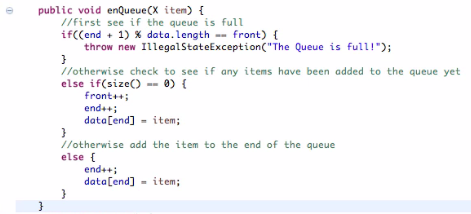 public void enQueue(X item) {
//first see if the queue is full
if((end + 1) % data.length == front) {
throw new IllegalStateException("The Queue is full!");
}
//otherwise check to see if any items have been added to the queue yet
else if(size() == 0) {
front++;
end++;
data[end] = item;
}
//otherwise add the item to the end of the queue
else {
end++;
data[end] = item;
}
}